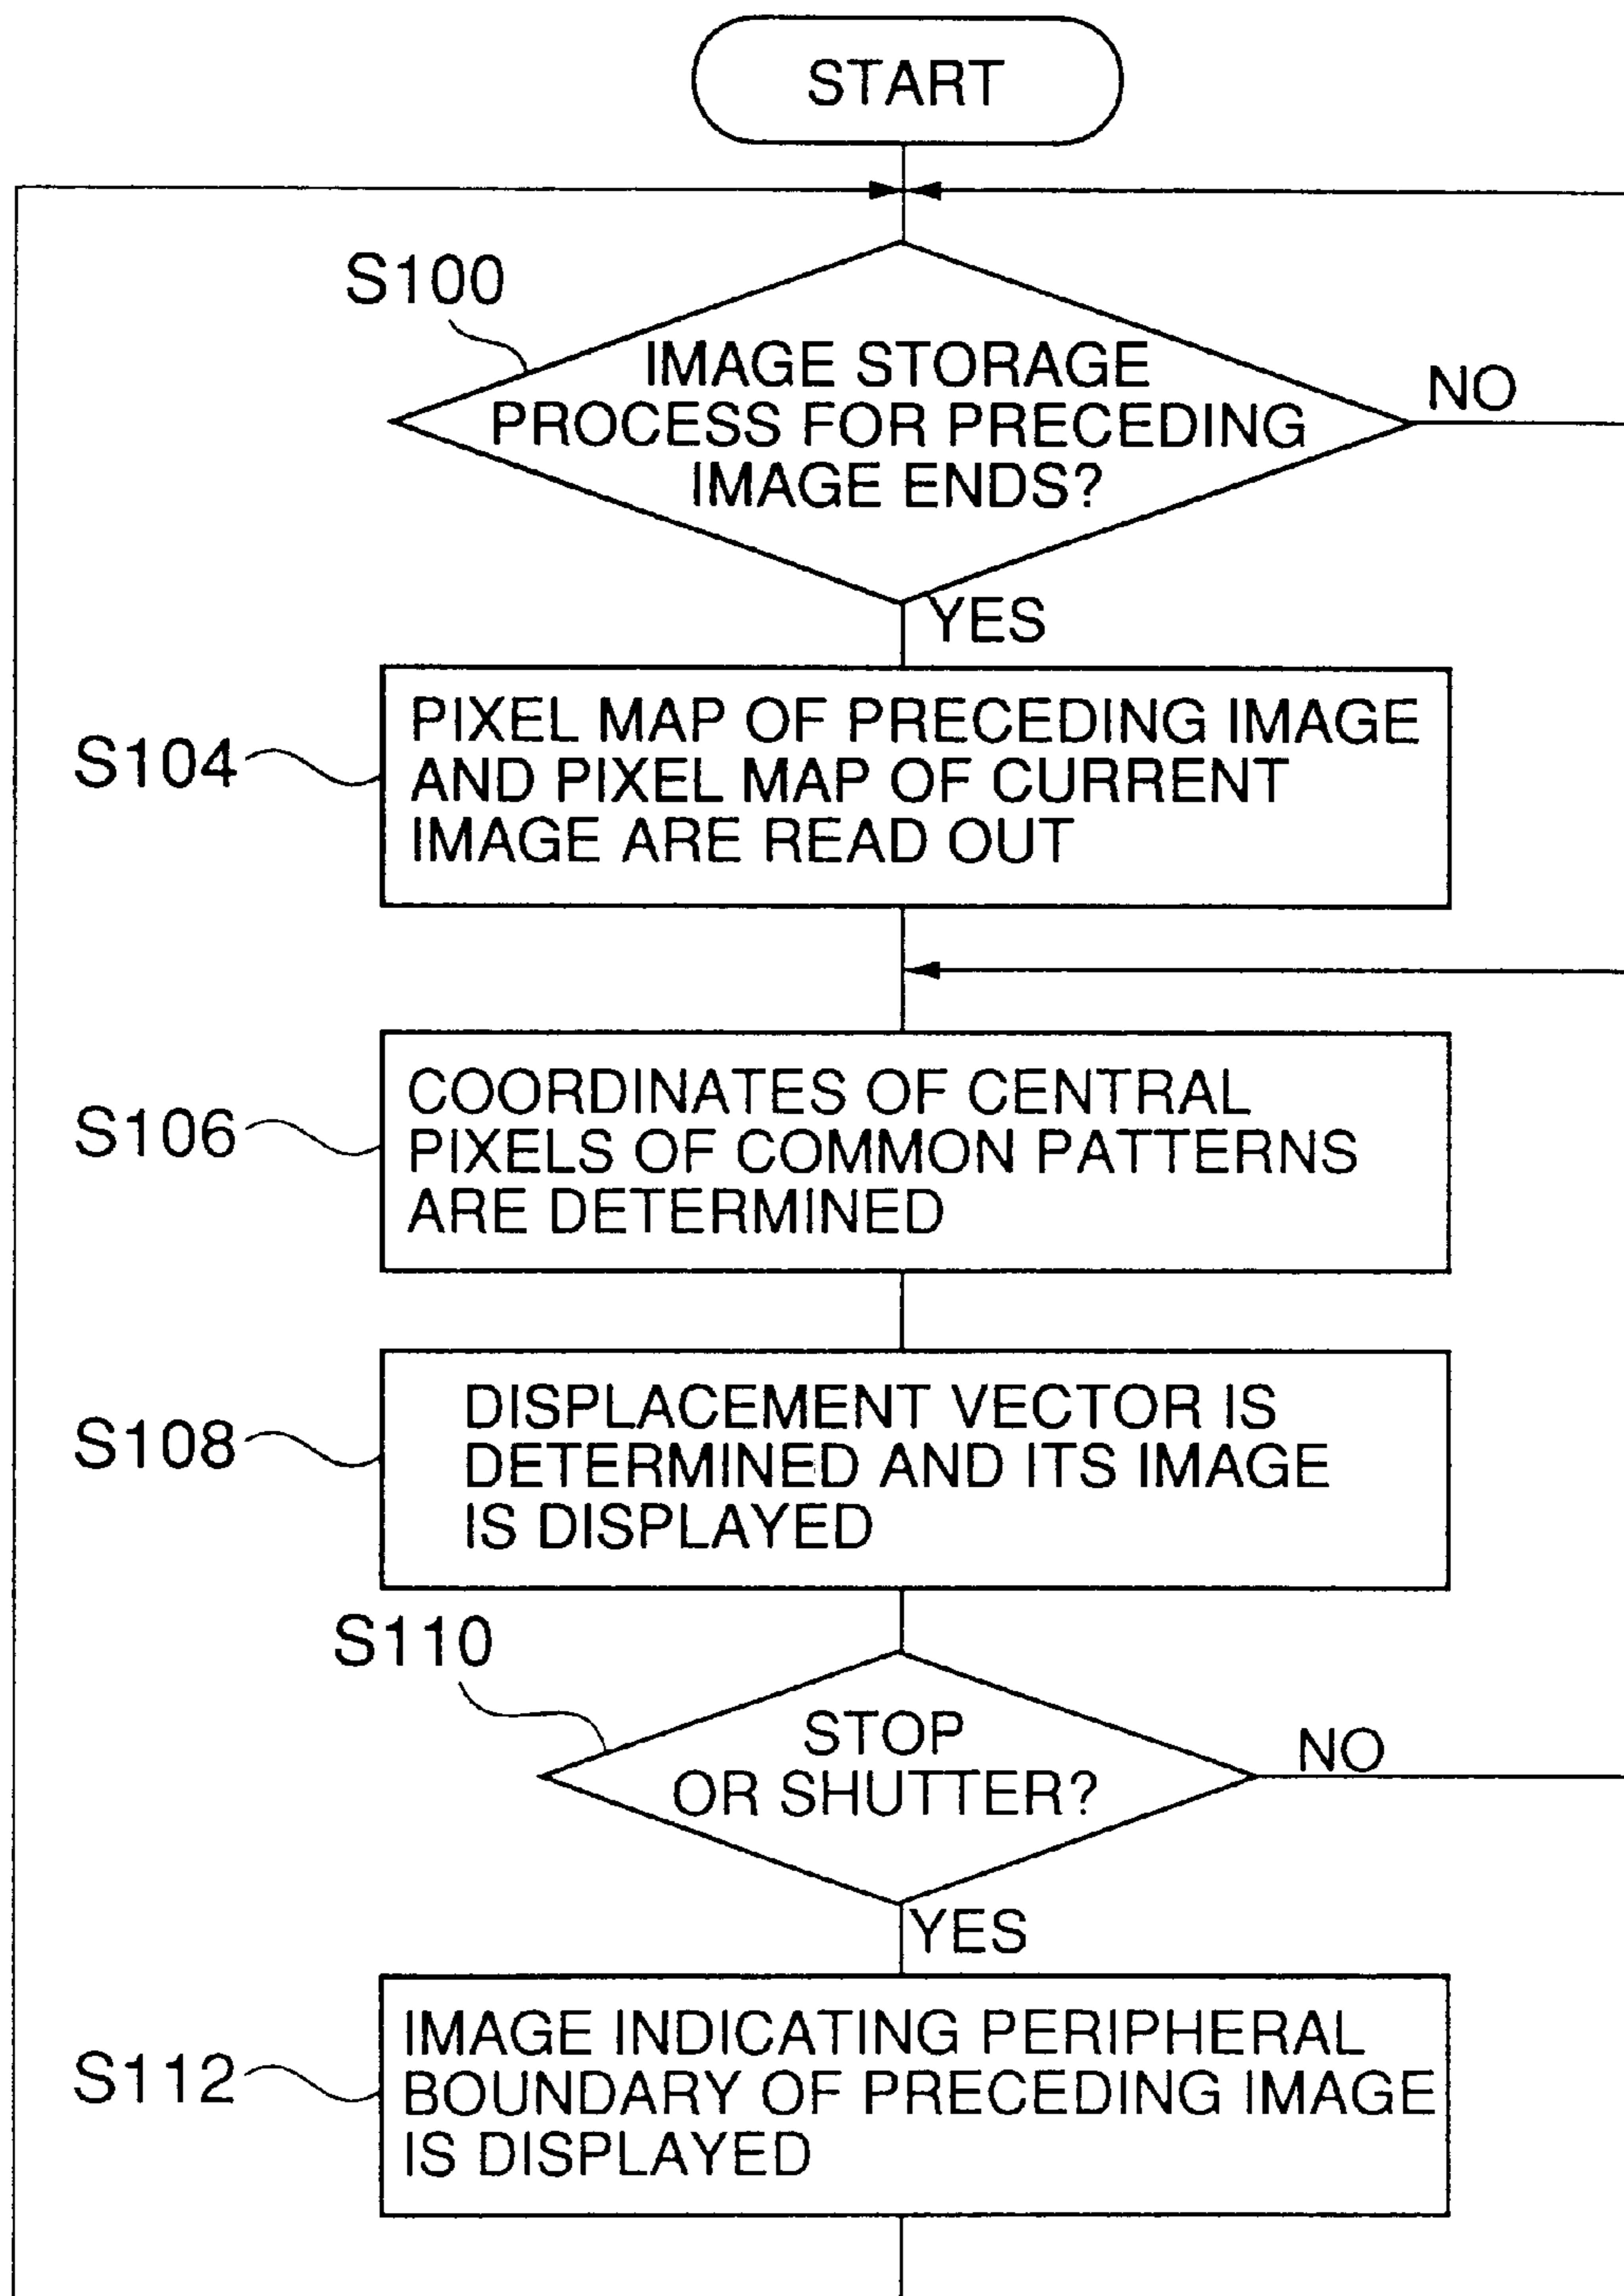 START
S100
IMAGE STORAGE
PROCESS FOR PRECEDING
IMAGE ENDS?
NO
YES
S104
PIXEL MAP OF PRECEDING IMAGE
AND PIXEL MAP OF CURRENT
IMAGE ARE READ OUT
S106
COORDINATES OF CENTRAL
PIXELS OF COMMON PATTERNS
ARE DETERMINED
S108
DISPLACEMENT VECTOR IS
DETERMINED AND ITS IMAGE
IS DISPLAYED
S110
STOP
OR SHUTTER?
NO
YES
S112
IMAGE INDICATING PERIPHERAL
BOUNDARY OF PRECEDING IMAGE
IS DISPLAYED